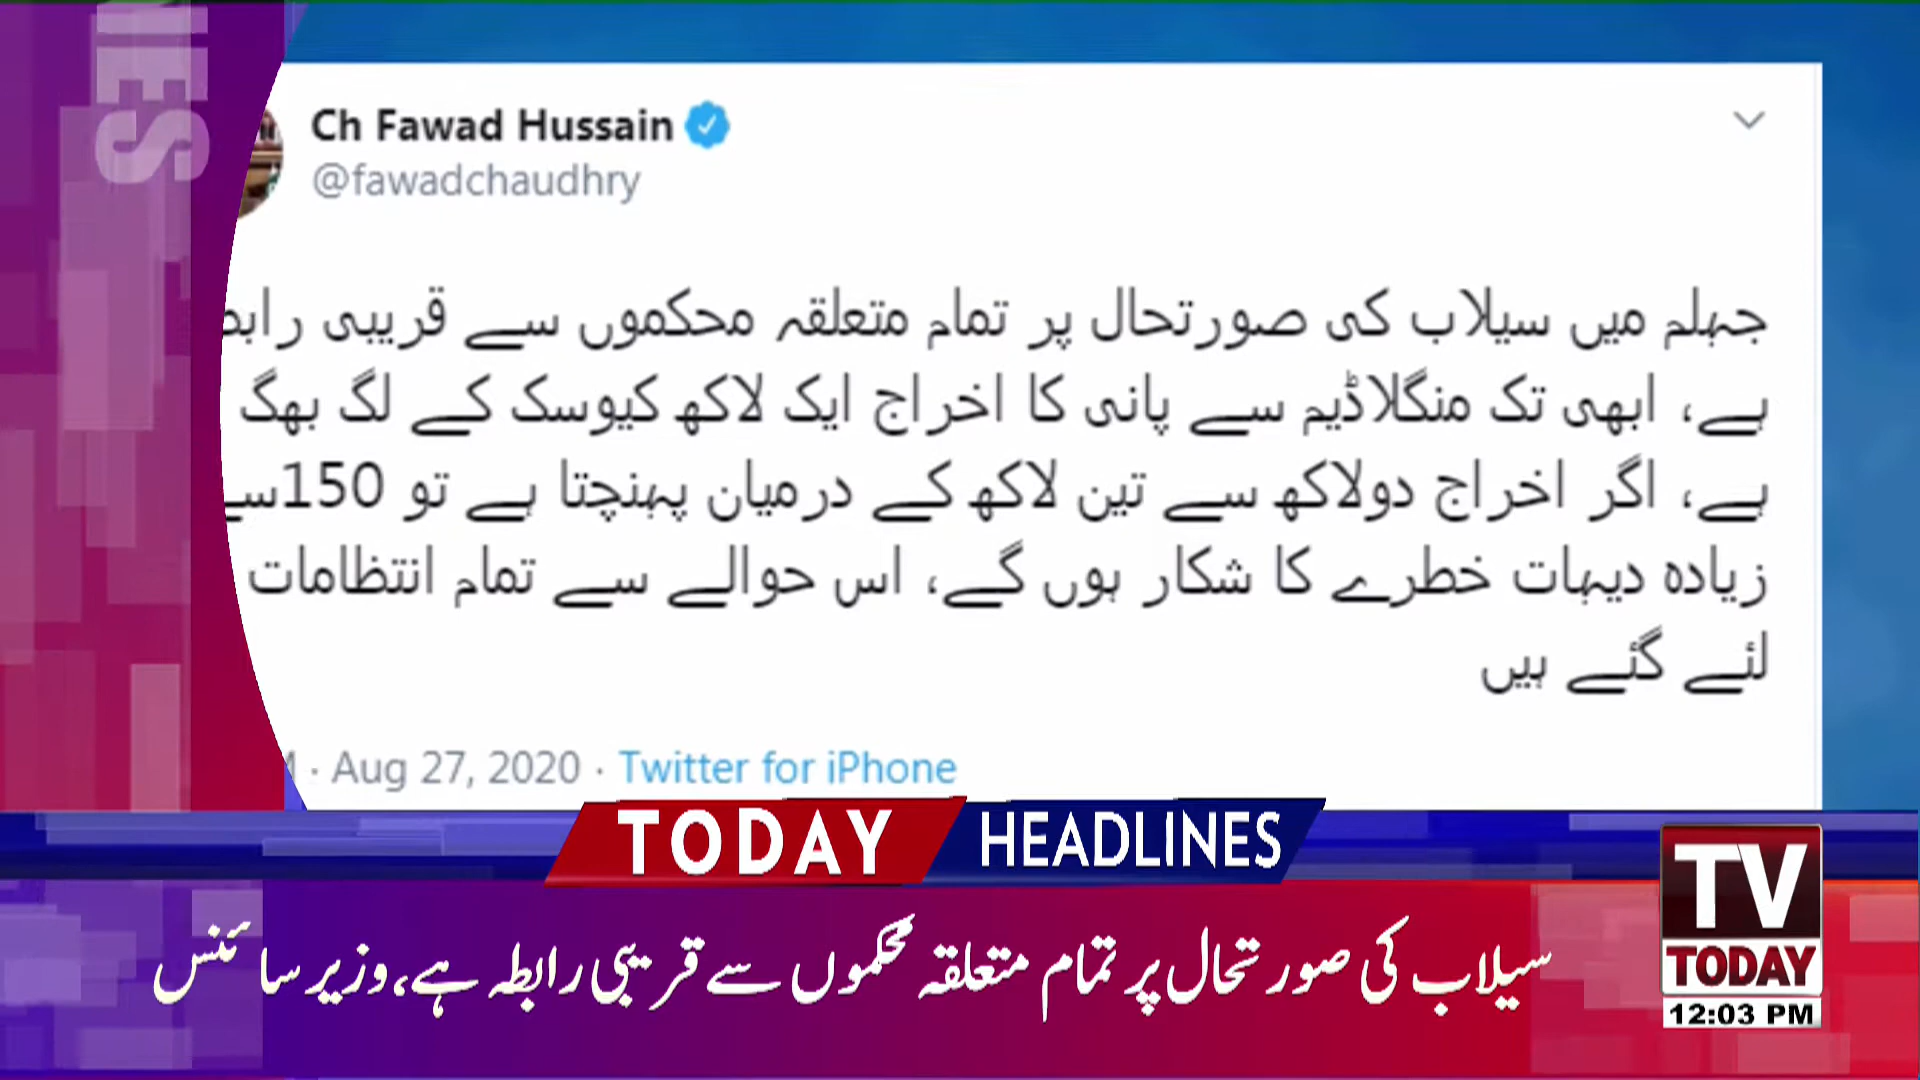 IES
Ch Fawad Hussain
@fawadchaudhry
جہلم میں سیلاب کی صورتحال پر تمام متعلقہ محکموں سے قریبی
ہے، ابھی تک منگلاڈیم سے پانی کا اخراج ایک لاکھ کیوسک کے لگ بھگ
ہے، اگر اخراج دولاکھ سے تین لاکھ کے درمیان پہنچتا ہے تو 150سے
زیادہ دیہات خطرے کا شکار ہوں گے، اس حوالے سے تمام انتظامات
لئے گئے ہیں
· Aug 27, 2020 · Twitter for iPhone
TODAY HEADLINES
سیلاب کی صورتحال پر تمام متعلقہ محکموں سے قریبی رابطہ ہے، وزیر سائنس
TV
TODAY
12:03 PM